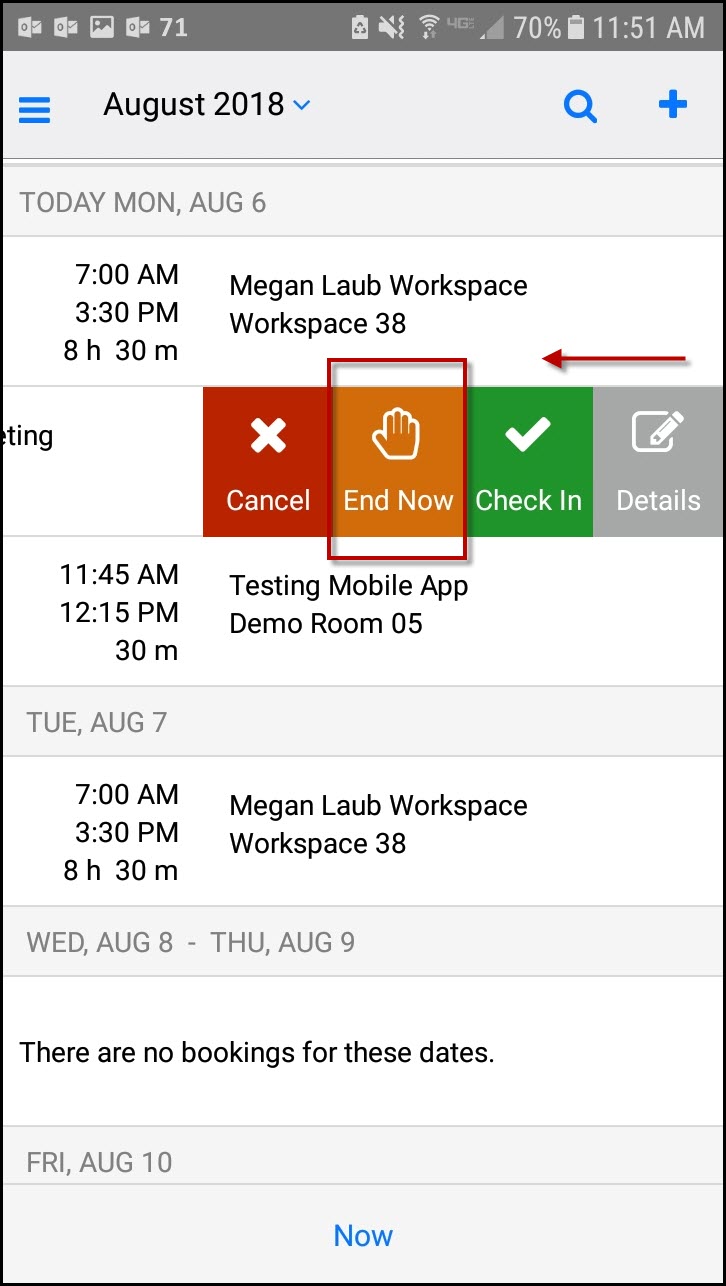 71 4G 70% 11:51 AM
August 2018
TODAY MON, AUG 6
7:00 AM
3:30 PM
8 h 30 m
Megan Laub Workspace
Workspace 38
eting
Cancel
End Now
Check In
Details
11:45 AM
12:15 PM
30 m
Testing Mobile App
Demo Room 05
TUE, AUG 7
7:00 AM
3:30 PM
8 h 30 m
Megan Laub Workspace
Workspace 38
WED, AUG 8 - THU, AUG 9
There are no bookings for these dates.
FRI, AUG 10
Now